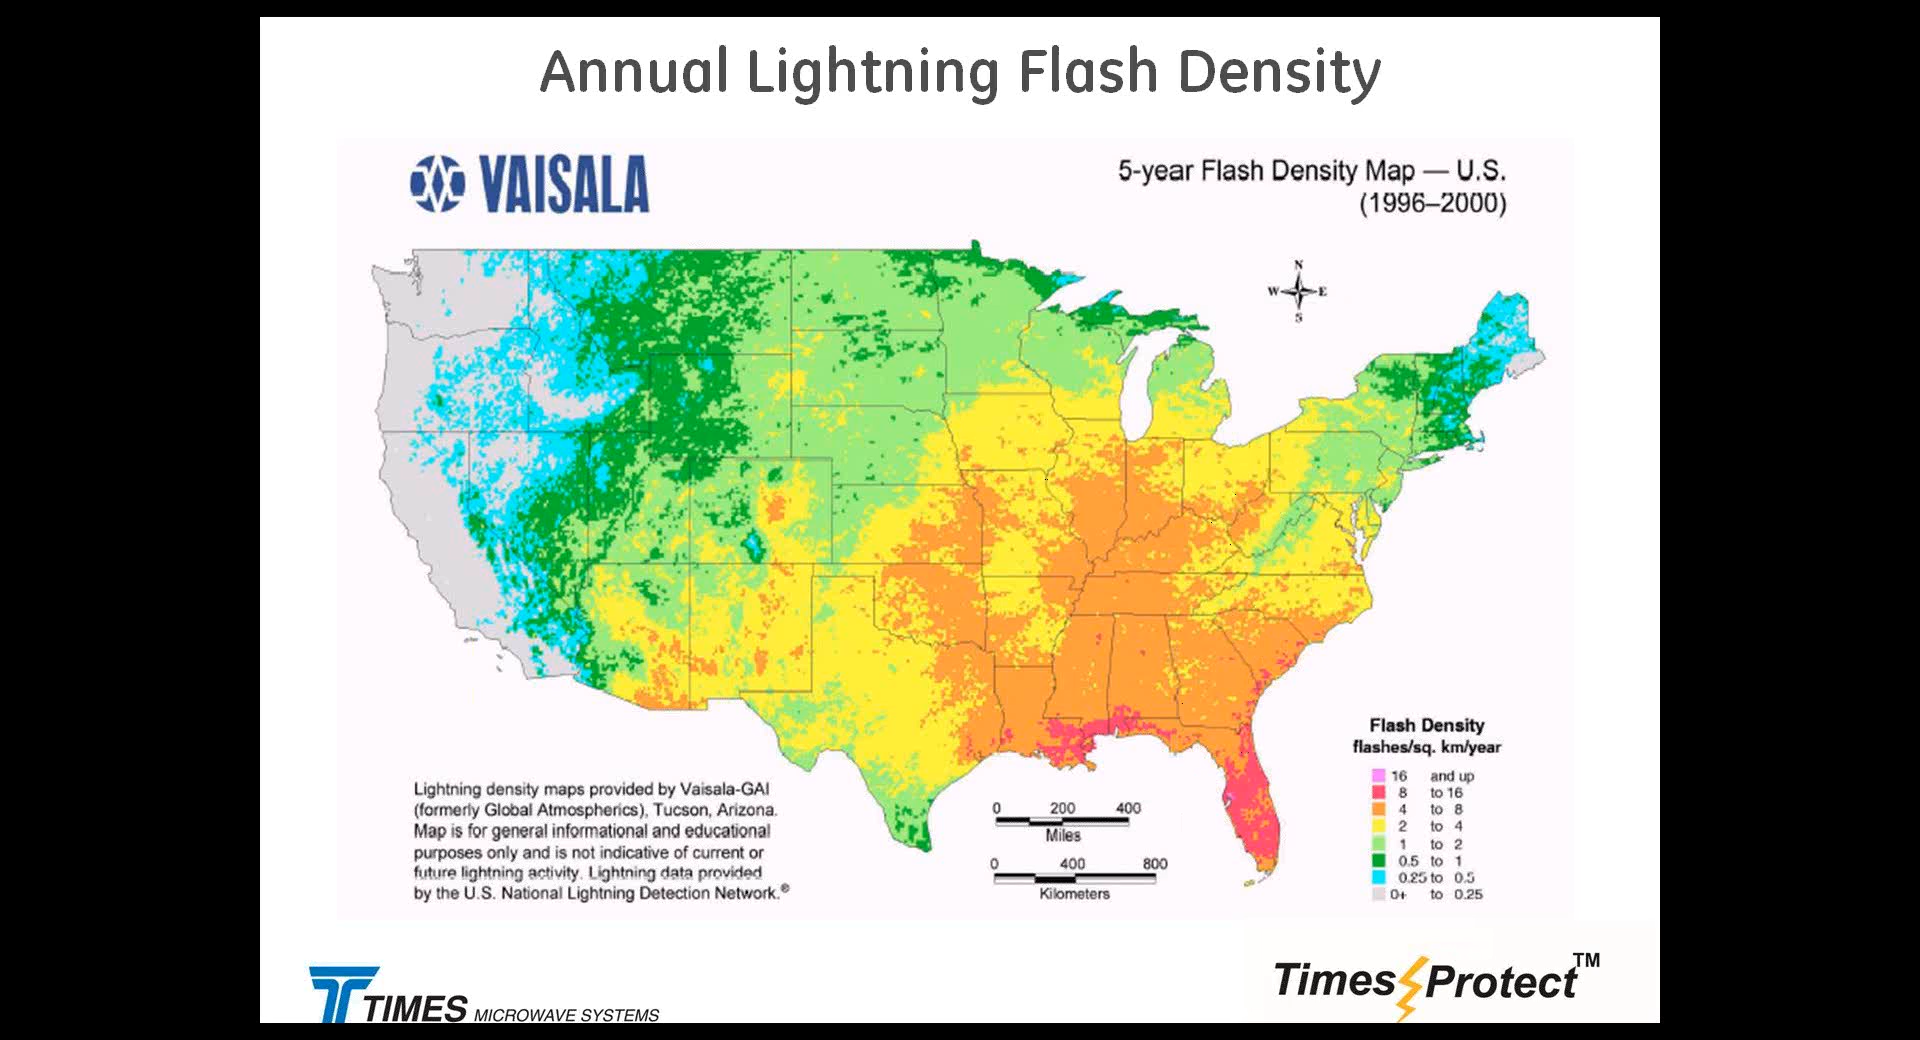 Annual Lightning Flash Density
VAISALA
5-year Flash Density Map — U.S.
(1996–2000)
N
W E
S
Flash Density
flashes/sq. km/year
16 and up
8 to 16
4 to 8
2 to 4
1 to 2
0.5 to 1
0.25 to 0.5
0+ to 0.25
Lightning density maps provided by Vaisala-GAI
(formerly Global Atmospherics), Tucson, Arizona.
Map is for general informational and educational
purposes only and is not indicative of current or
future lightning activity. Lightning data provided
by the U.S. National Lightning Detection Network.®
0 200 400
Miles
0 400 800
Kilometers
TIMES MICROWAVE SYSTEMS
Times Protect™